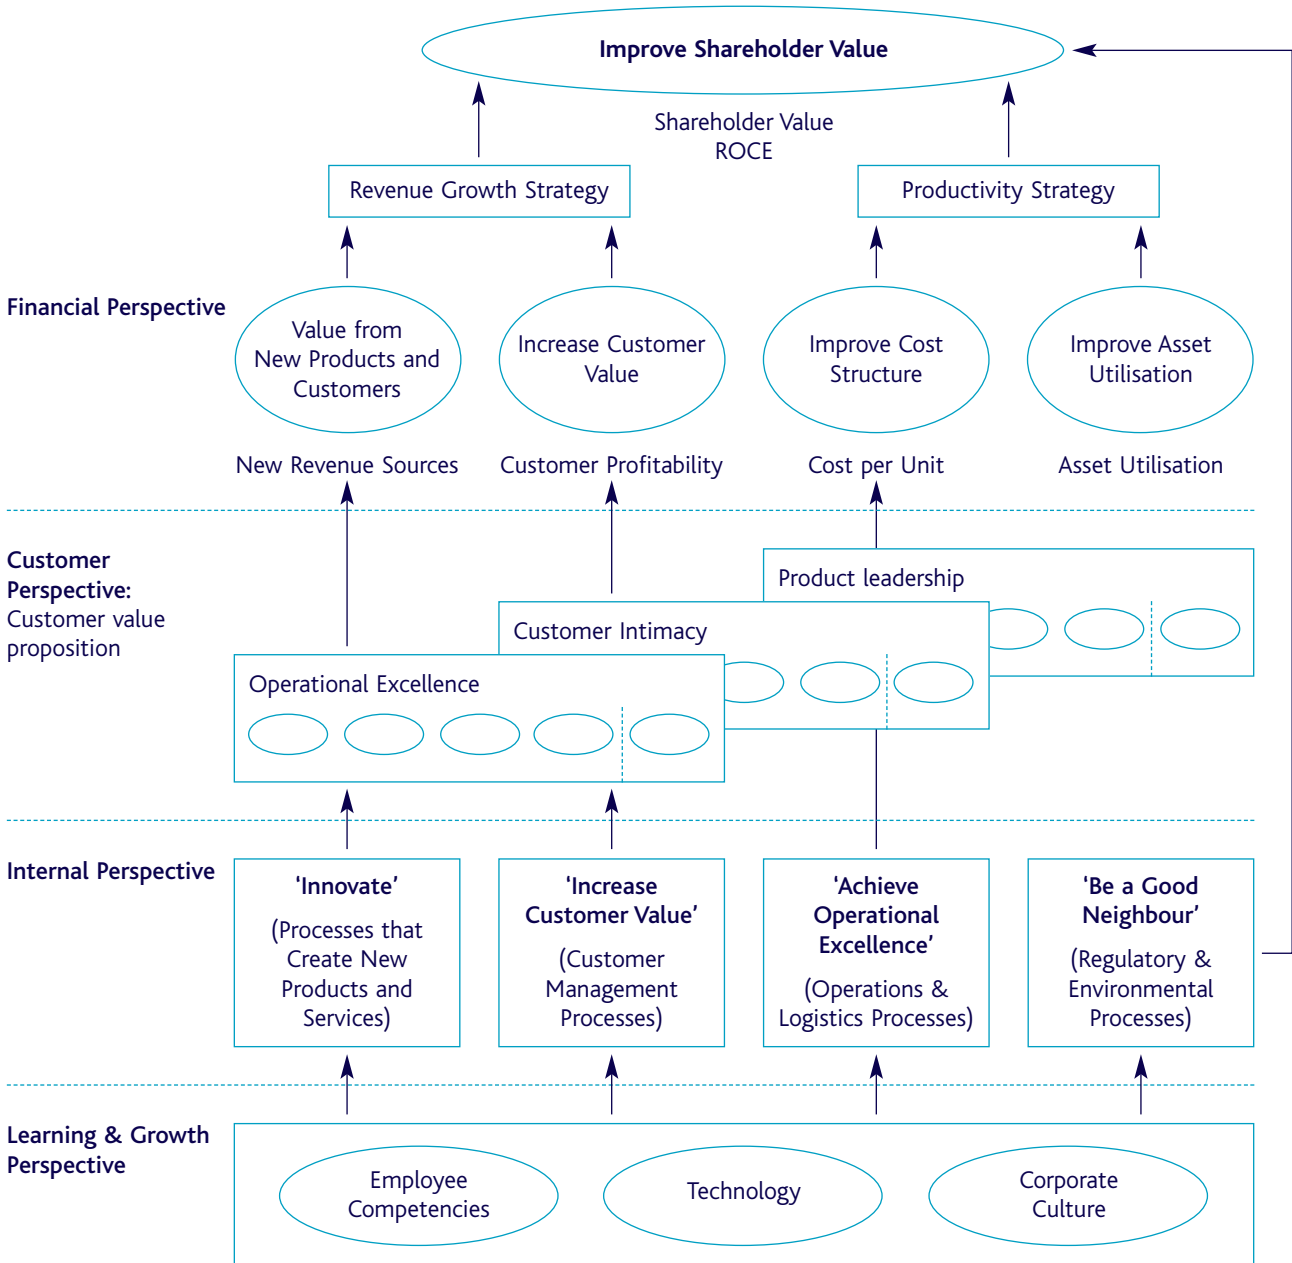 Improve Shareholder Value
Shareholder Value
ROCE
Revenue Growth Strategy
Productivity Strategy
Financial Perspective
Value from
New Products and
Customers
Increase Customer
Value
Improve Cost
Structure
Improve Asset
Utilisation
New Revenue Sources
Customer Profitability
Cost per Unit
Asset Utilisation
Customer
Perspective:
Customer value
proposition
Product leadership
Customer Intimacy
Operational Excellence
Internal Perspective
‘Innovate’
(Processes that
Create New
Products and
Services)
‘Increase
Customer Value’
(Customer
Management
Processes)
‘Achieve
Operational
Excellence’
(Operations &
Logistics Processes)
‘Be a Good
Neighbour’
(Regulatory &
Environmental
Processes)
Learning & Growth
Perspective
Employee
Competencies
Technology
Corporate
Culture